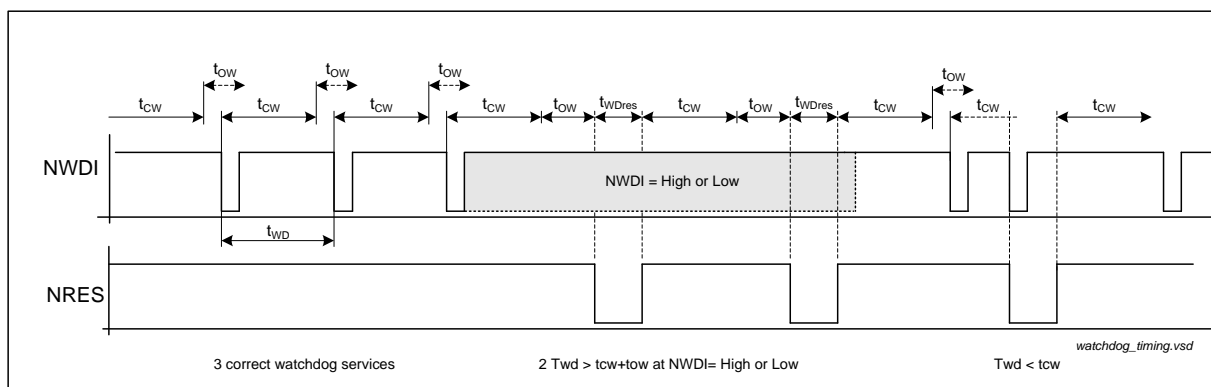 tOW tOW tOW tOW
tCW tCW tCW tCW tOW tWDres tCW tOW tWDres tCW tCW tCW
NWDI
NWDI = High or Low
tWD
NRES
watchdog_timing.vsd
3 correct watchdog services 2 Twd > tcw+tow at NWDI= High or Low Twd < tcw